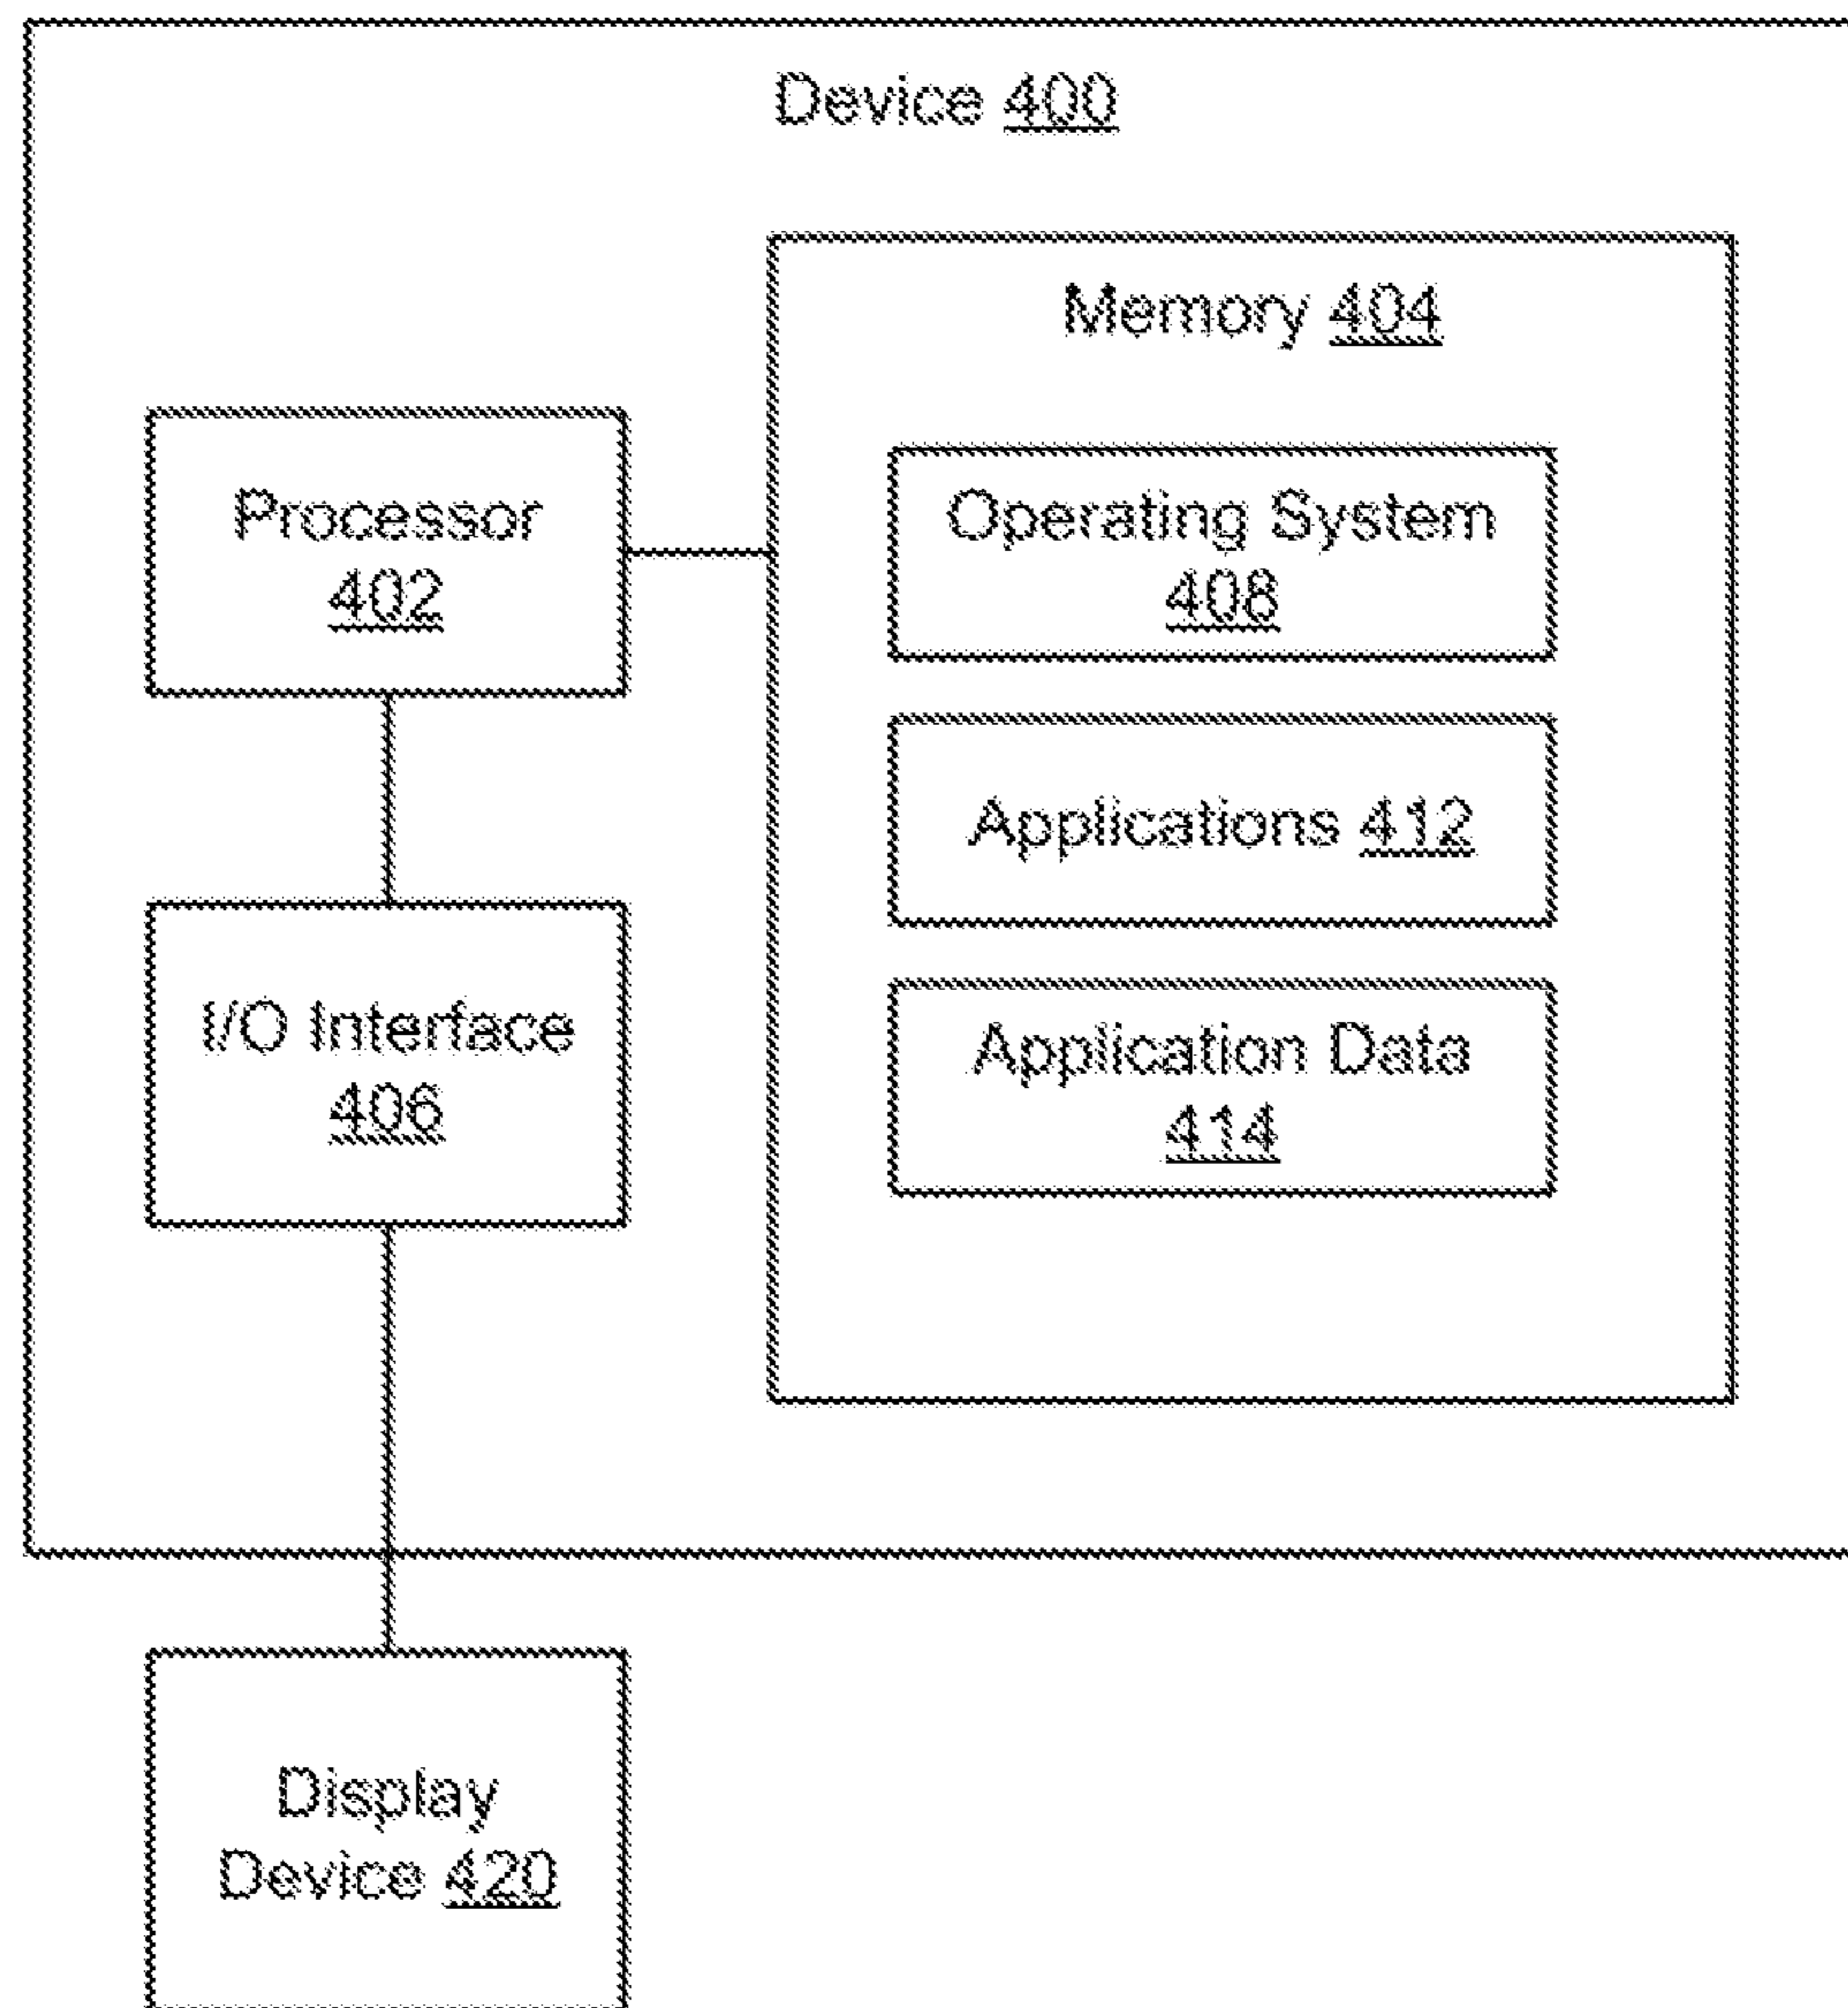 Device 400
Memory 404
Processor
402
Operating System
408
Applications 412
I/O Interface
406
Application Data
414
Display
Device 420